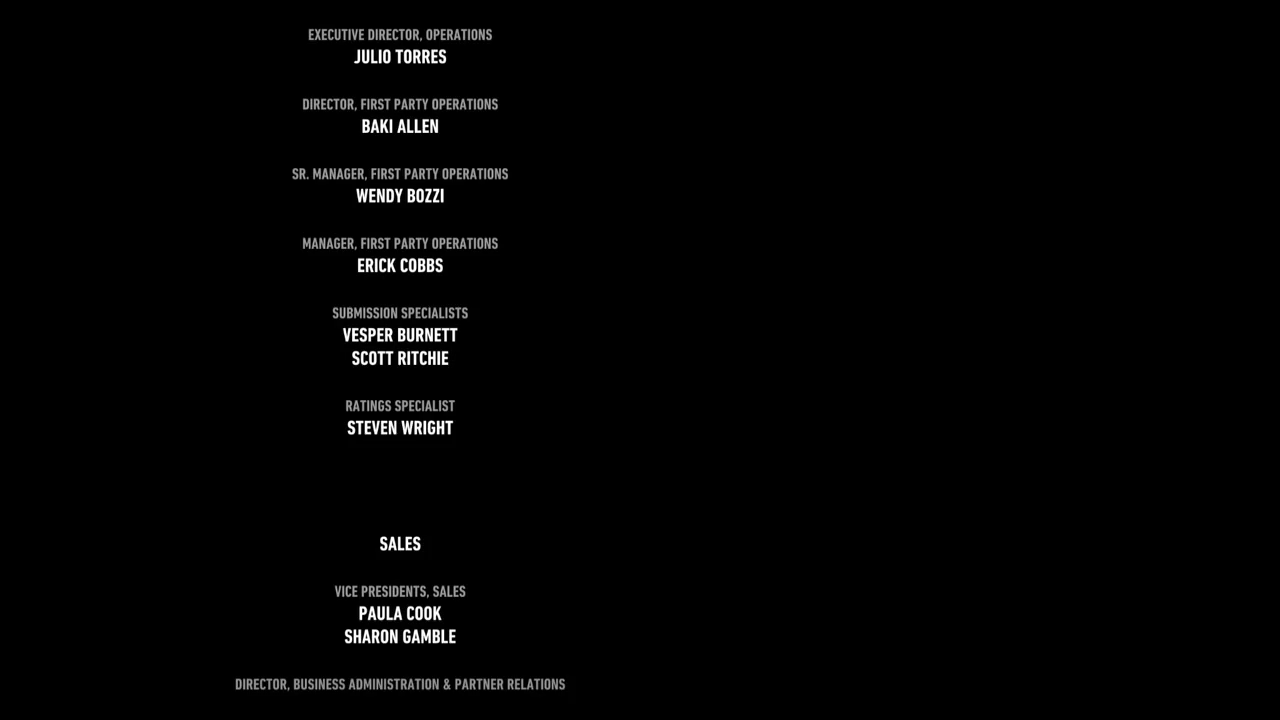 EXECUTIVE DIRECTOR, OPERATIONS
JULIO TORRES
DIRECTOR, FIRST PARTY OPERATIONS
BAKI ALLEN
SR. MANAGER, FIRST PARTY OPERATIONS
WENDY BOZZI
MANAGER, FIRST PARTY OPERATIONS
ERICK COBBS
SUBMISSION SPECIALISTS
VESPER BURNETT
SCOTT RITCHIE
RATINGS SPECIALIST
STEVEN WRIGHT
SALES
VICE PRESIDENTS, SALES
PAULA COOK
SHARON GAMBLE
DIRECTOR, BUSINESS ADMINISTRATION & PARTNER RELATIONS